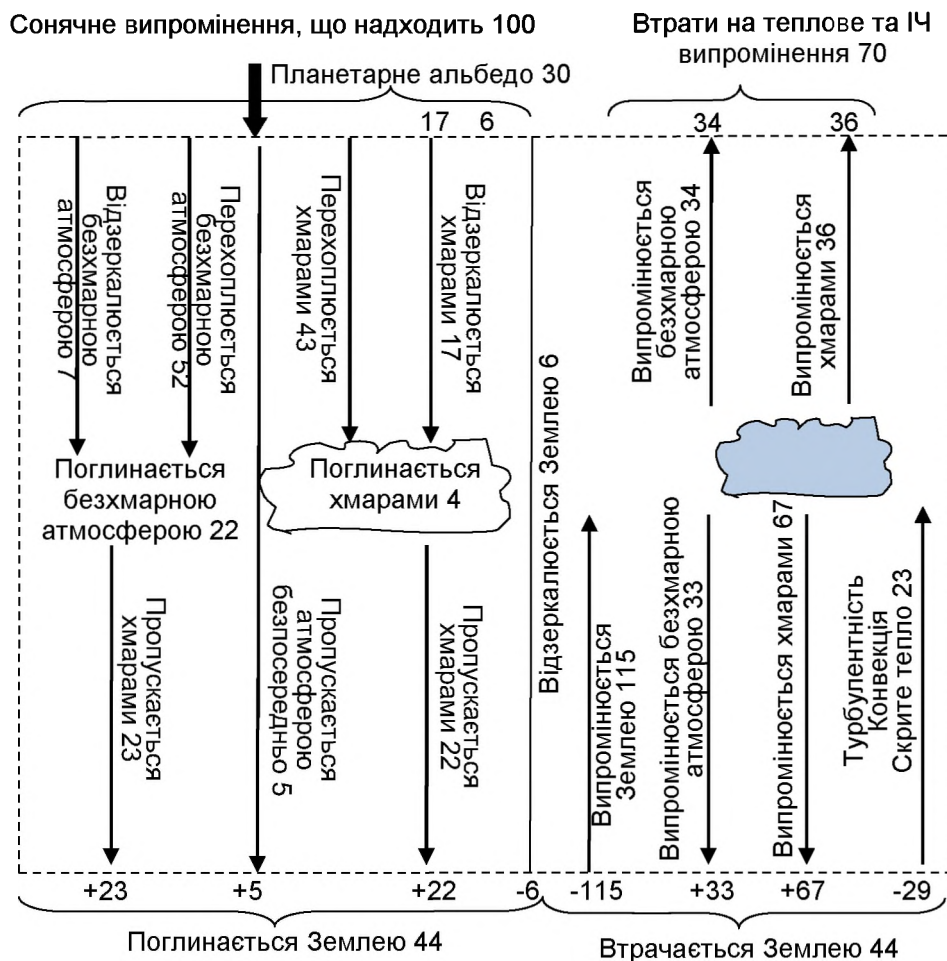 Сонячне випромінення, що надходить 100
Втрати на теплове та ІЧ
випромінення 70
Планетарне альбедо 30
17 6
34 36
Відзеркалюється
безхмарною
атмосферою 7
Перехоплюється
безхмарною
атмосферою 52
Перехоплюється
хмарами 43
Відзеркалюється
хмарами 17
Відзеркалюється Землею 6
Випромінюється
безхмарною
атмосферою 34
Випромінюється
хмарами 36
Поглинається
безхмарною
атмосферою 22
Поглинається
хмарами 4
Пропускається
хмарами 23
Пропускається
атмосферою
безпосередньо 5
Пропускається
хмарами 22
Випромінюється
Землею 115
Випромінюється безхмарною
атмосферою 33
Випромінюється хмарами 67
Турбулентність
Конвекція
Скрите тепло 23
+23 +5 +22 -6 -115 +33 +67 -29
Поглинається Землею 44
Втрачається Землею 44